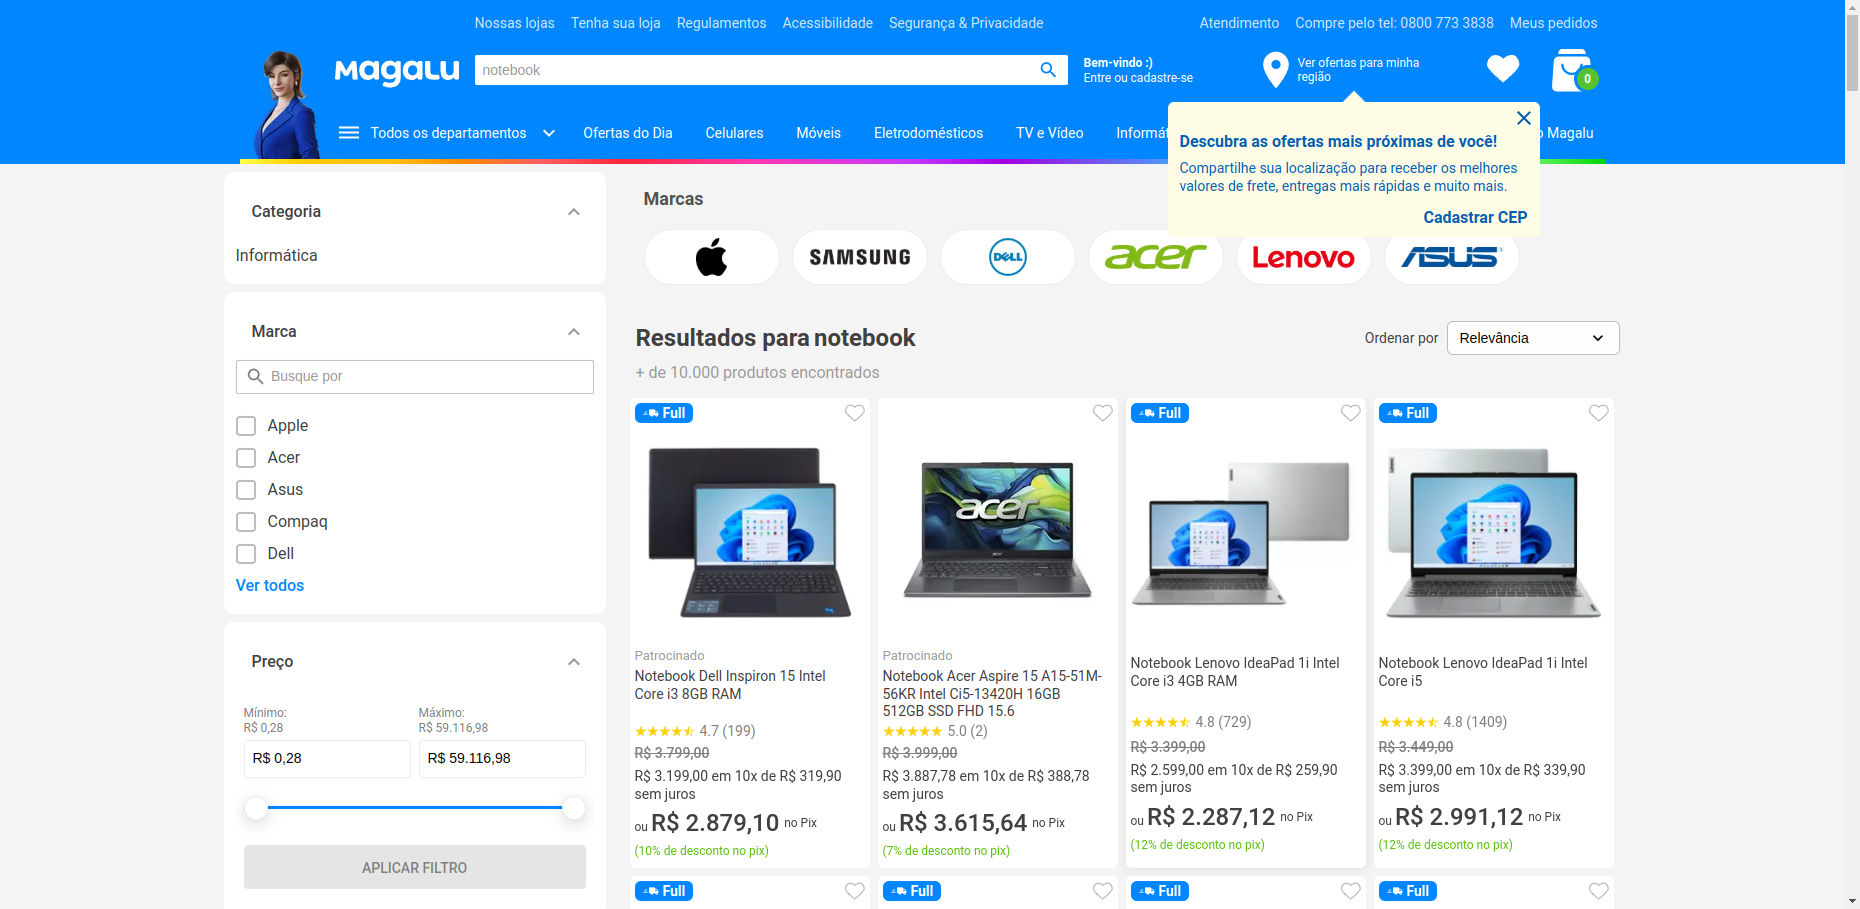 Nossas lojas Tenha sua loja Regulamentos Acessibilidade Segurança & Privacidade Atendimento Compre pelo tel: 0800 773 3838 Meus pedidos
Magalu
notebook
Bem-vindo :)
Entre ou cadastre-se
Ver ofertas para minha
região
0
Todos os departamentos Ofertas do Dia Celulares Móveis Eletrodomésticos TV e Vídeo Magalu
Descubra as ofertas mais próximas de você!
Compartilhe sua localização para receber os melhores
valores de frete, entregas mais rápidas e muito mais.
Cadastrar CEP
Categoria
Informática
Marca
Busque por
Apple
Acer
Asus
Compaq
Dell
Ver todos
Preço
Mínimo:
R$ 0,28
Máximo:
R$ 59.116,98
R$ 0,28
R$ 59.116,98
APLICAR FILTRO
Marcas
SAMSUNG
DELL
acer
Lenovo
ASUS
Resultados para notebook
Ordenar por Relevância
+ de 10.000 produtos encontrados
Full
Patrocinado
Notebook Dell Inspiron 15 Intel
Core i3 8GB RAM
4.7 (199)
R$ 3.799,00
R$ 3.199,00 em 10x de R$ 319,90
sem juros
ou R$ 2.879,10 no Pix
(10% de desconto no pix)
acer
Patrocinado
Notebook Acer Aspire 15 A15-51M-
56KR Intel Ci5-13420H 16GB
512GB SSD FHD 15.6
5.0 (2)
R$ 3.999,00
R$ 3.887,78 em 10x de R$ 388,78
sem juros
ou R$ 3.615,64 no Pix
(7% de desconto no pix)
Full
Notebook Lenovo IdeaPad 1i Intel
Core i3 4GB RAM
4.8 (729)
R$ 3.399,00
R$ 2.599,00 em 10x de R$ 259,90
sem juros
ou R$ 2.287,12 no Pix
(12% de desconto no pix)
Full
Notebook Lenovo IdeaPad 1i Intel
Core i5
4.8 (1409)
R$ 3.449,00
R$ 3.399,00 em 10x de R$ 339,90
sem juros
ou R$ 2.991,12 no Pix
(12% de desconto no pix)
Full
Full
Full
Full